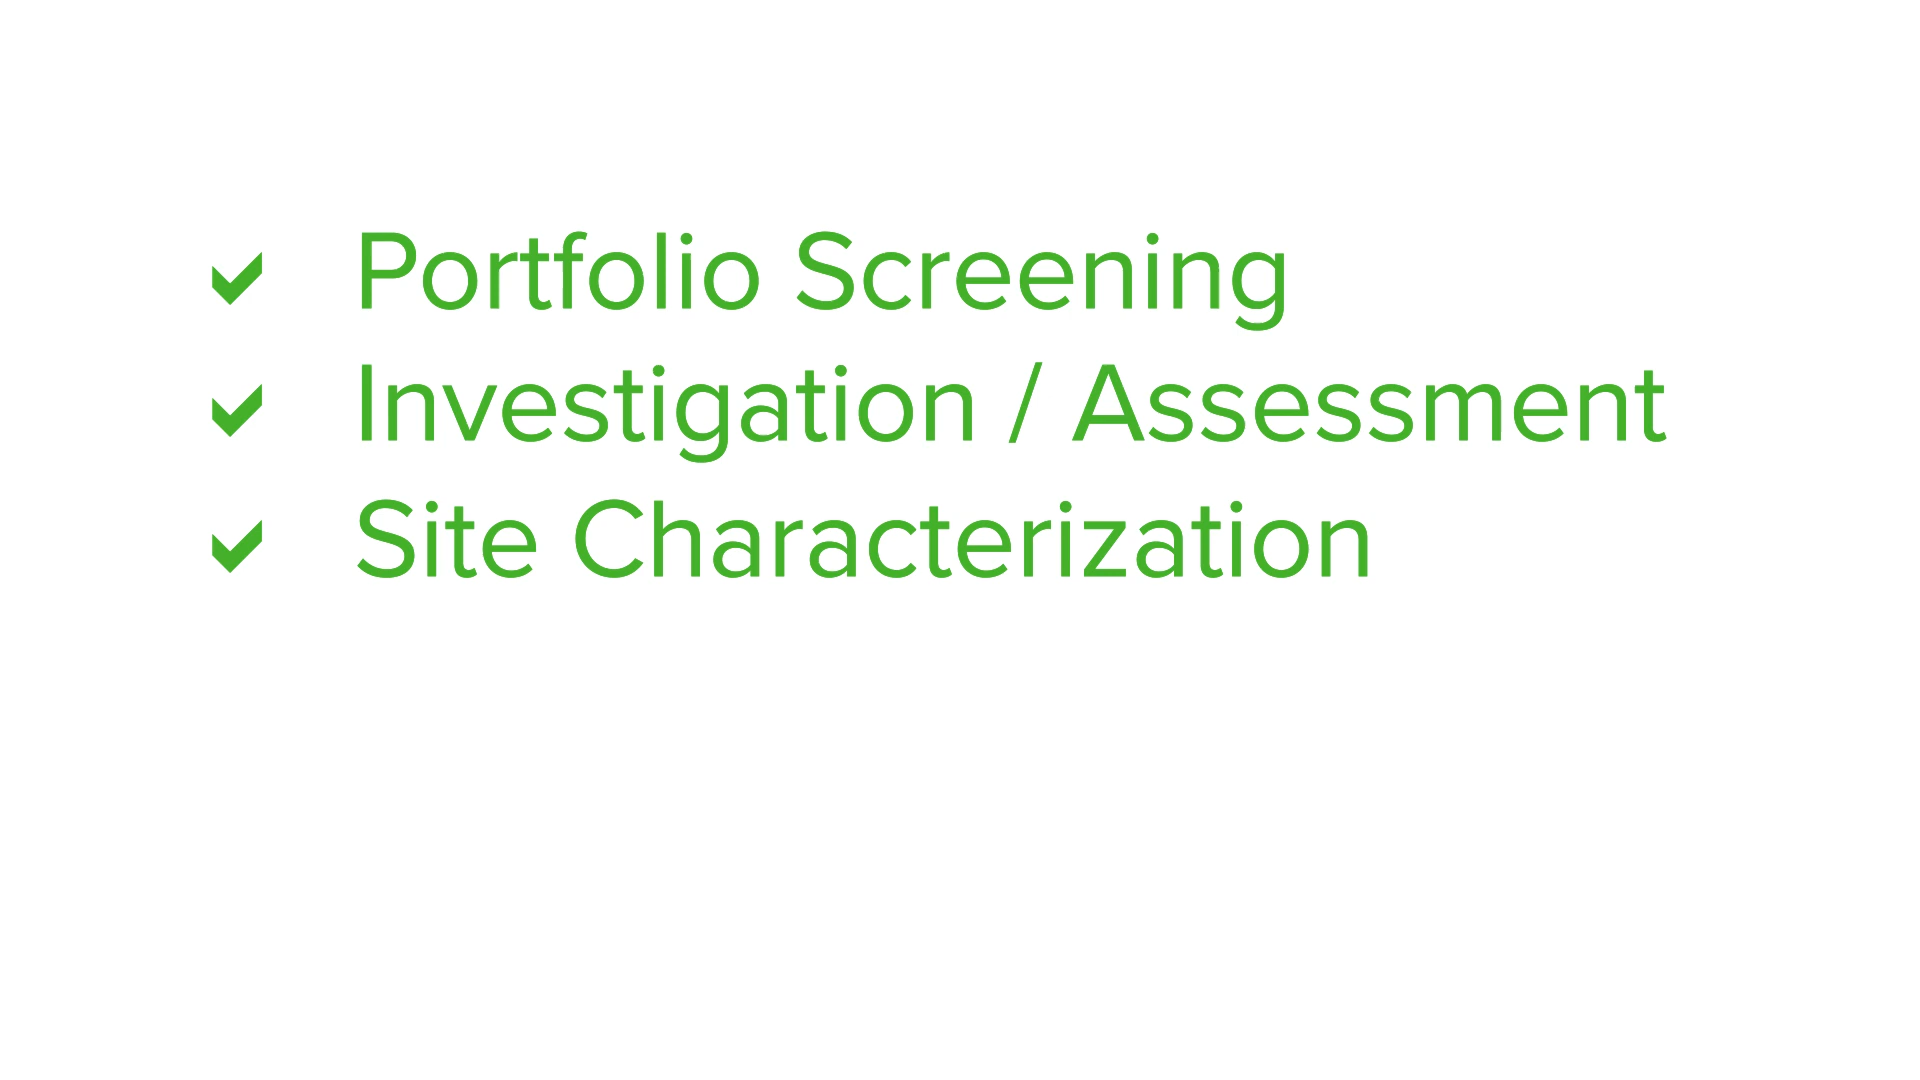 ✔ Portfolio Screening
✔ Investigation / Assessment
✔ Site Characterization